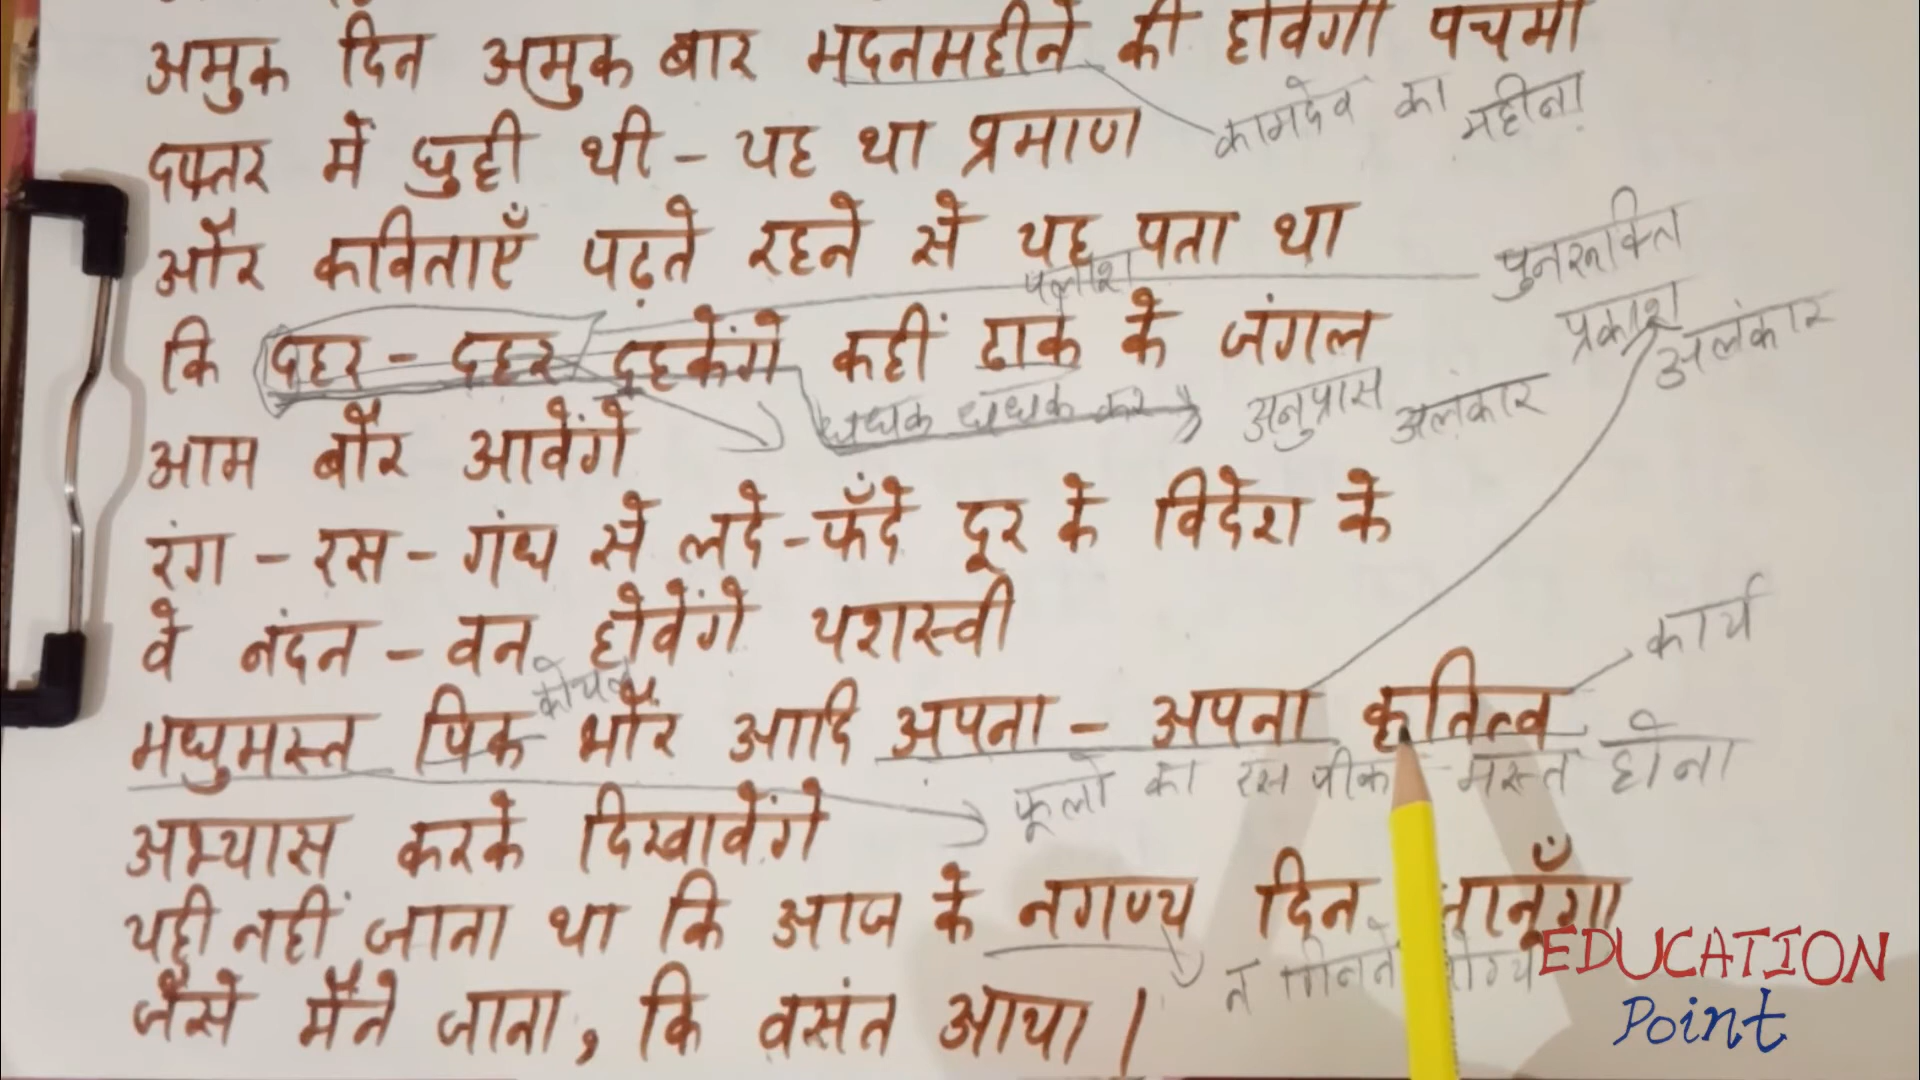 अमुक दिन अमुक बार मदनमहीने की होवेगी पंचमी
कामदेव का महीना
दफ्तर में छुट्टी थी - यह था प्रमाण
और कविताएँ पढ़ते रहने से यह पता था
पुनरूक्ति
प्रकाश
अलंकार
पलाश
कि दहर - दहर दहकेंगे कहीं ढाक के जंगल
धधक धधक कर
अनुप्रास अलंकार
आम बौर आवेंगे
रंग - रस - गंध से लदे - फँदे दूर के विदेश के
वे नंदन - वन होवेंगे यशस्वी
कार्य
कोयल
मधुमस्त पिक भौंर आदि अपना - अपना कृतित्व
फूलों का रस पीकर मस्त होना
अभ्यास करके दिखावेंगे
यही नहीं जाना था कि आज के नगण्य दिन जानूँगा
न गिनने योग्य
जैसे मैंने जाना, कि वसंत आया ।
EDUCATION
Point